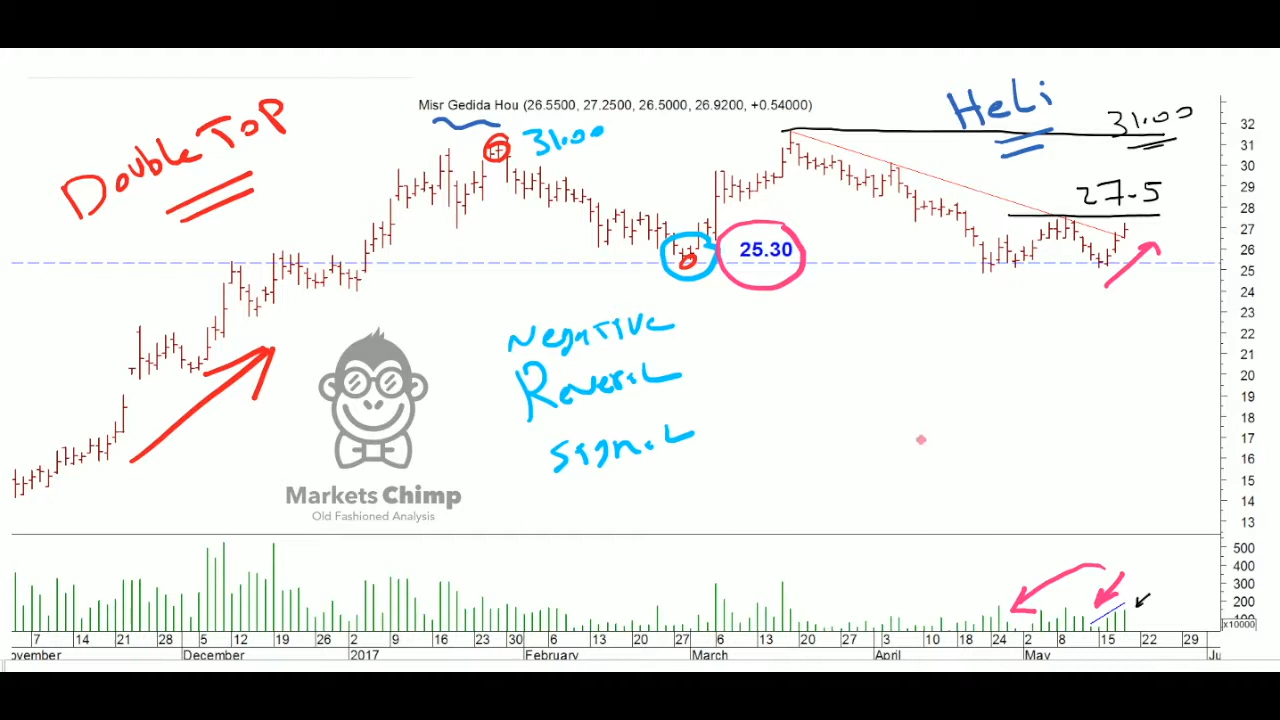 Misr Gedida Hou (26.5500, 27.2500, 26.5000, 26.9200, +0.54000)
Double Top
31.00
HeLi
31.00
27.5
25.30
Negative
Reversal
Signal
Markets Chimp
Old Fashioned Analysis
32
31
30
29
28
27
26
25
24
23
22
21
20
19
18
17
16
15
14
13
500
400
300
200
x10000
7 14 21 28 5 12 19 26 2 9 16 23 30 6 13 20 27 6 13 20 27 3 10 18 24 2 8 15 22 29
ovember December 2017 February March April May Ju